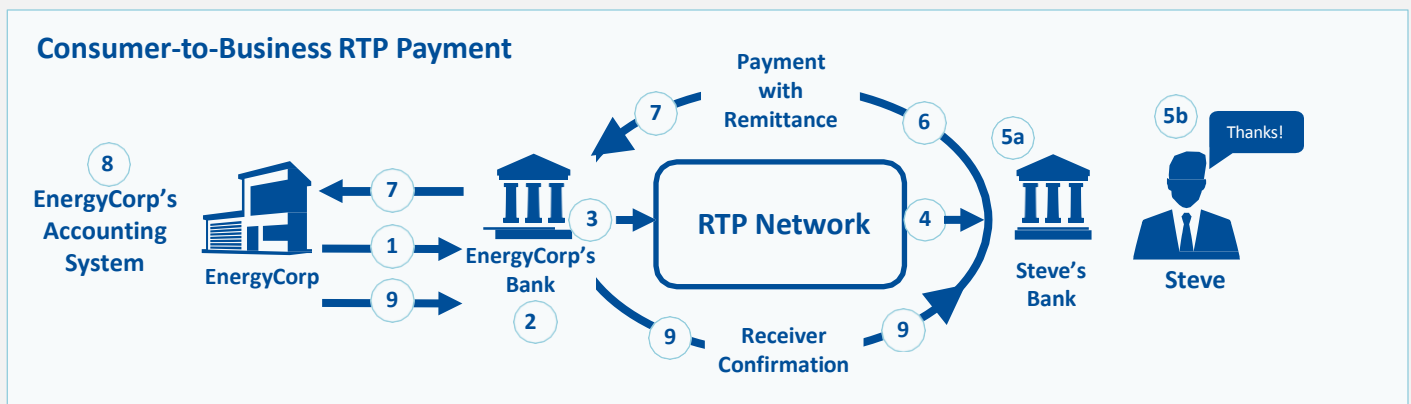 Consumer-to-Business RTP Payment
Payment
with
Remittance
7
6
5a
5b
Thanks!
8
EnergyCorp's
Accounting
System
7
1
9
EnergyCorp
EnergyCorp's
Bank
2
3
RTP Network
4
Steve's
Bank
Steve
9
Receiver
Confirmation
9